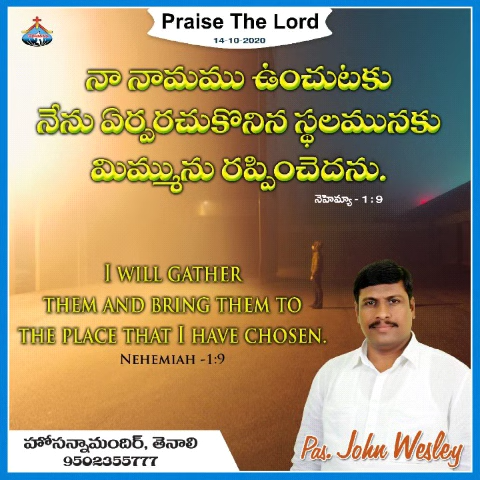 Praise The Lord
14-10-2020
నా నామము ఉంచుటకు
నేను ఏర్పరచుకొనిన స్థలమునకు
మిమ్మును రప్పించెదను.
నెహెమ్యా - 1 : 9
I WILL GATHER
THEM AND BRING THEM TO
THE PLACE THAT I HAVE CHOSEN.
NEHEMIAH -1:9
హోసన్నామందిర్, తెనాలి
9502355777
Pas. John Wesley